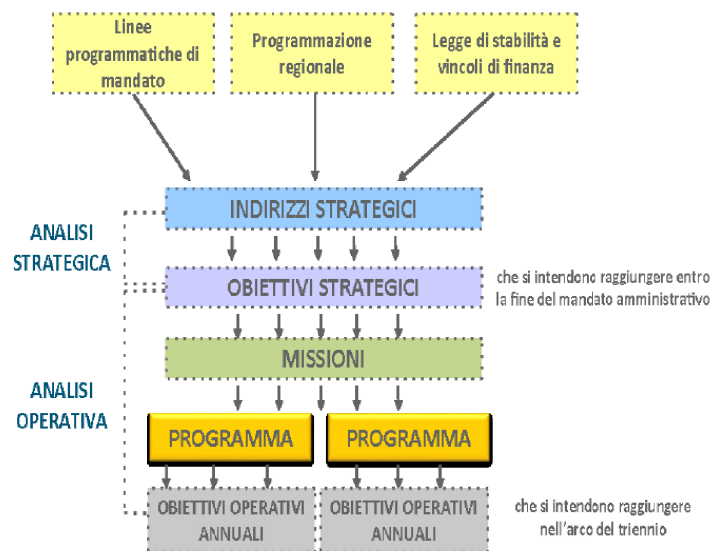 Linee
programmatiche di
mandato
Programmazione
regionale
Legge di stabilità e
vincoli di finanza
INDIRIZZI STRATEGICI
ANALISI
STRATEGICA
OBIETTIVI STRATEGICI
che si intendono raggiungere entro
la fine del mandato amministrativo
MISSIONI
ANALISI
OPERATIVA
PROGRAMMA
PROGRAMMA
OBIETTIVI OPERATIVI
ANNUALI
OBIETTIVI OPERATIVI
ANNUALI
che si intendono raggiungere
nell'arco del triennio